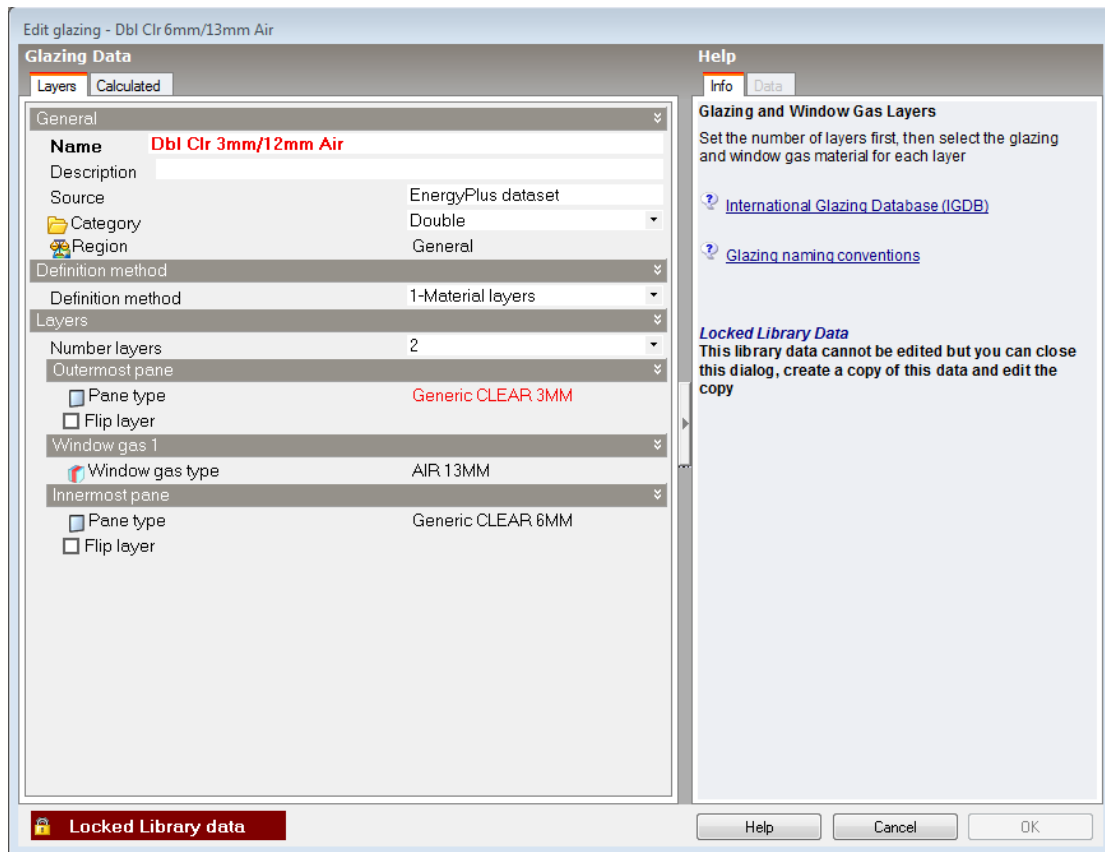 Edit glazing - Dbl Clr 6mm/13mm Air
Glazing Data
Layers Calculated
General
Name Dbl Clr 3mm/12mm Air
Description
Source EnergyPlus dataset
Category Double
Region General
Definition method
Definition method 1-Material layers
Layers
Number layers 2
Outermost pane
Pane type Generic CLEAR 3MM
Flip layer
Window gas 1
Window gas type AIR 13MM
Innermost pane
Pane type Generic CLEAR 6MM
Flip layer
Locked Library data
Help
Info Data
Glazing and Window Gas Layers
Set the number of layers first, then select the glazing
and window gas material for each layer
International Glazing Database (IGDB)
Glazing naming conventions
Locked Library Data
This library data cannot be edited but you can close
this dialog, create a copy of this data and edit the
copy
Help Cancel OK